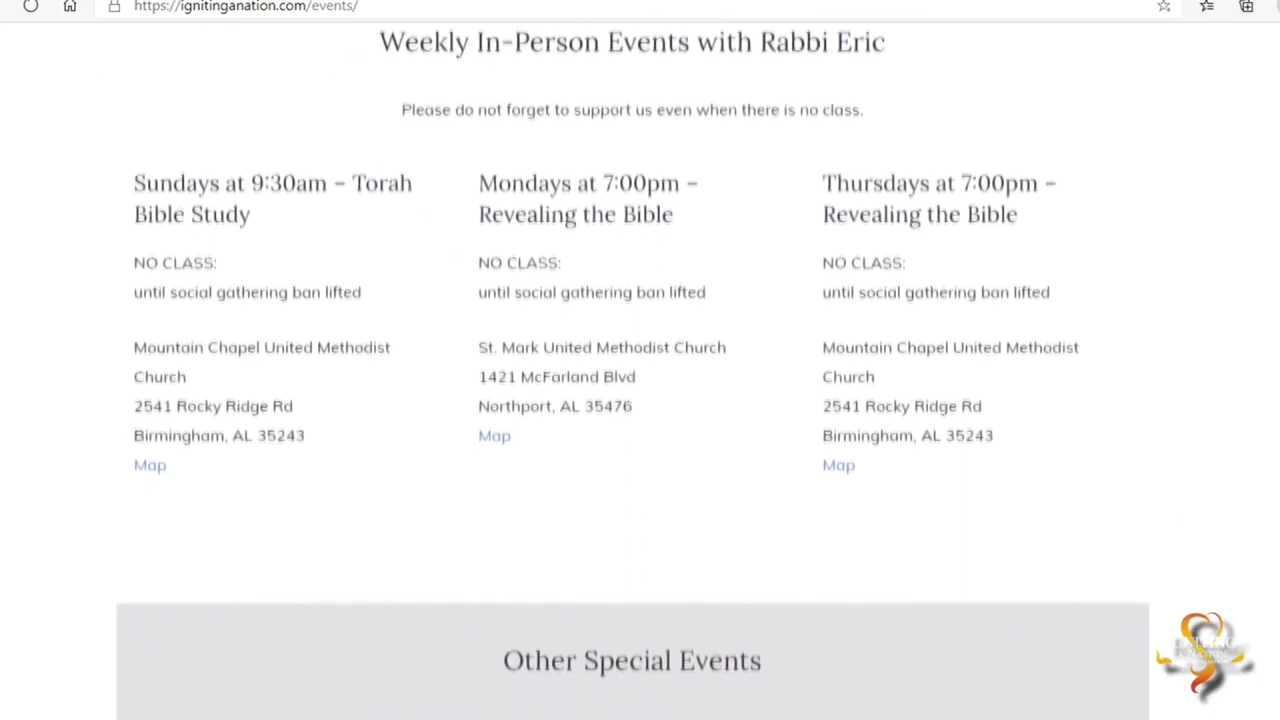 https://ignitinganation.com/events/
Weekly In-Person Events with Rabbi Eric
Please do not forget to support us even when there is no class.
Sundays at 9:30am – Torah
Bible Study
NO CLASS:
until social gathering ban lifted
Mountain Chapel United Methodist
Church
2541 Rocky Ridge Rd
Birmingham, AL 35243
Map
Mondays at 7:00pm –
Revealing the Bible
NO CLASS:
until social gathering ban lifted
St. Mark United Methodist Church
1421 McFarland Blvd
Northport, AL 35476
Map
Thursdays at 7:00pm –
Revealing the Bible
NO CLASS:
until social gathering ban lifted
Mountain Chapel United Methodist
Church
2541 Rocky Ridge Rd
Birmingham, AL 35243
Map
Other Special Events